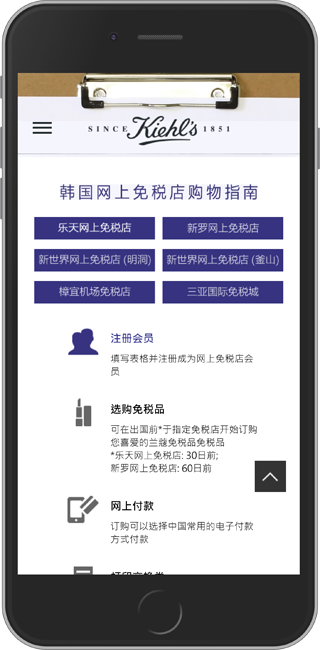 SINCE Kiehl's 1851
韩国网上免税店购物指南
乐天网上免税店 新罗网上免税店
新世界网上免税店 (明洞) 新世界网上免税店 (釜山)
樟宜机场免税店 三亚国际免税城
注册会员
填写表格并注册成为网上免税店会
员
选购免税品
可在出国前*于指定免税店开始订购
您喜爱的兰蔻免税品免税品
*乐天网上免税店: 30日前;
新罗网上免税店: 60日前
网上付款
订购可以选择中国常用的电子付款
方式付款